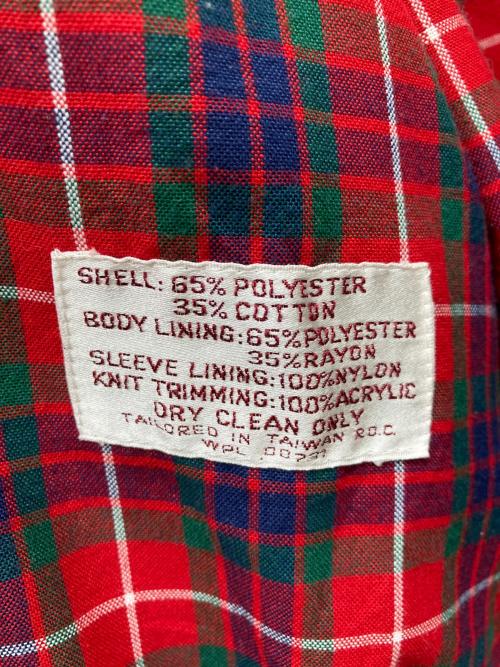 SHELL: 65% POLYESTER
35% COTTON
BODY LINING: 65% POLYESTER
35% RAYON
SLEEVE LINING: 100% NYLON
KNIT TRIMMING: 100% ACRYLIC
DRY CLEAN ONLY
TAILORED IN TAIWAN R.O.C.
WPL